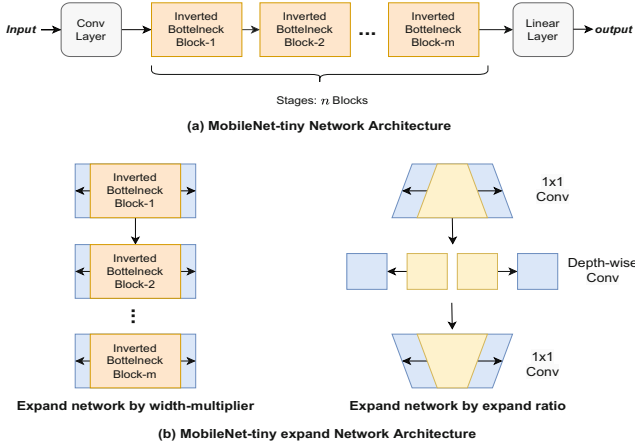 Input
Conv
Layer
Inverted
Bottelneck
Block-1
Inverted
Bottelneck
Block-2
...
Inverted
Bottelneck
Block-m
Linear
Layer
output
Stages: n Blocks
(a) MobileNet-tiny Network Architecture
Inverted
Bottelneck
Block-1
Inverted
Bottelneck
Block-2
Inverted
Bottelneck
Block-m
Expand network by width-multiplier
1x1
Conv
Depth-wise
Conv
1x1
Conv
Expand network by expand ratio
(b) MobileNet-tiny expand Network Architecture